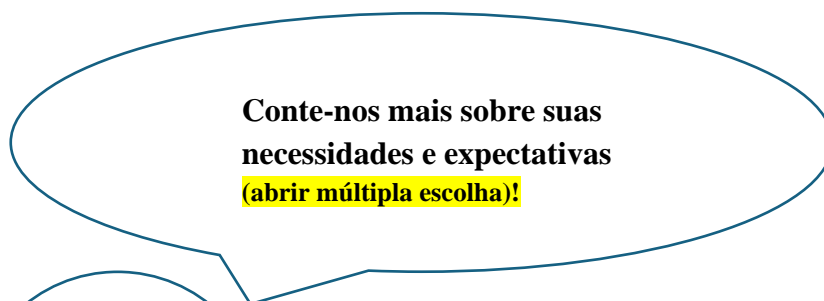 Conte-nos mais sobre suas
necessidades e expectativas
(abrir múltipla escolha)!